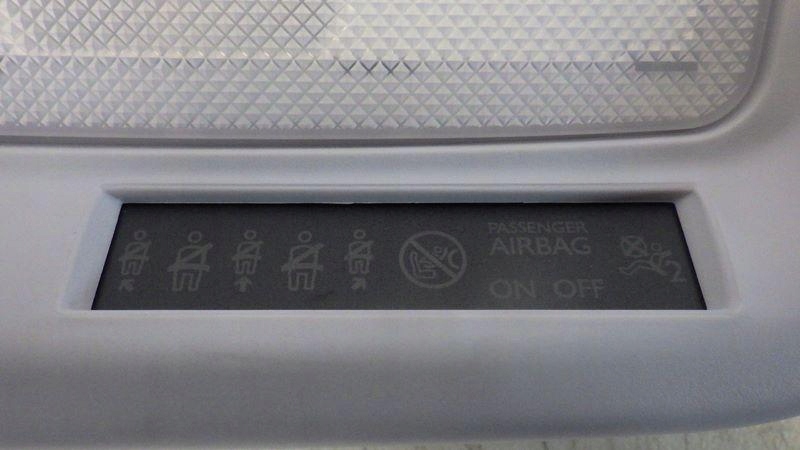 PASSENGER
AIRBAG
ON OFF
2